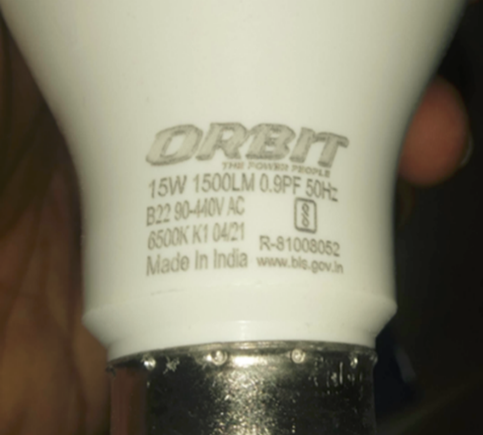 ORBIT
THE POWER PEOPLE
15W 1500LM 0.9PF 50Hz
B22 90-440V AC
6500K K1 04/21
R-81008052
Made In India www.bis.gov.in